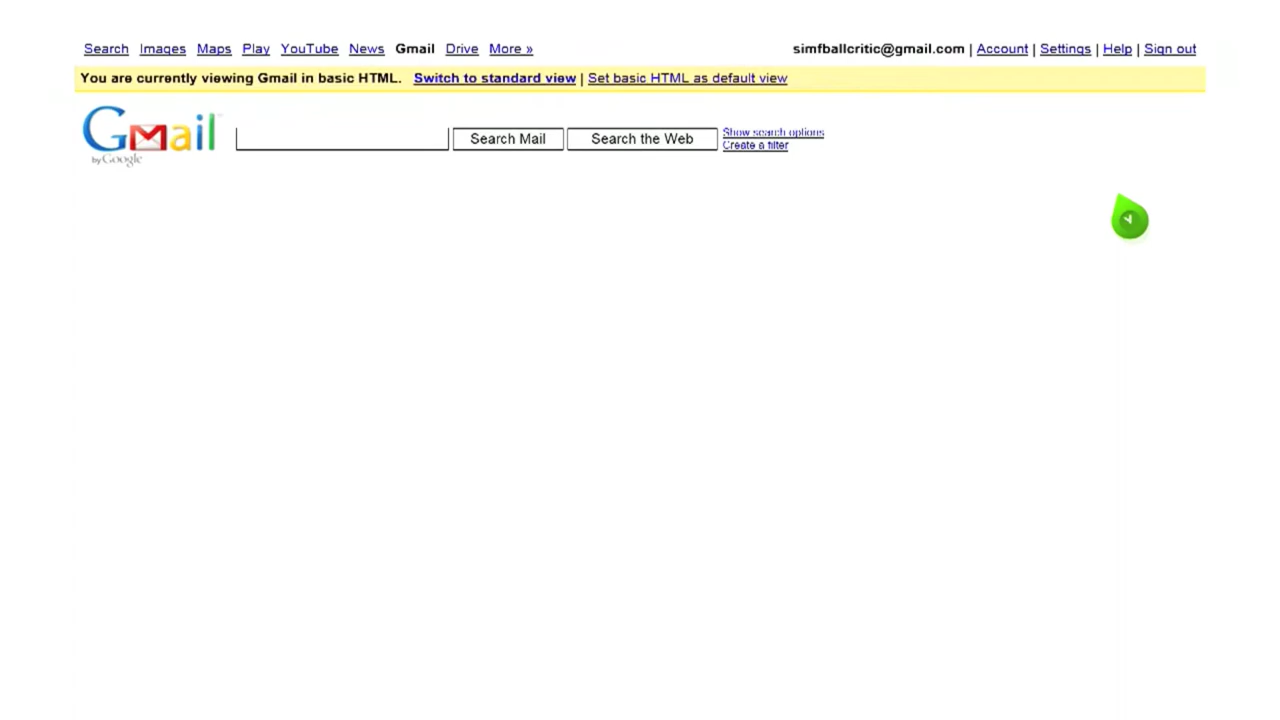 Search Images Maps Play YouTube News Gmail Drive More » simfballcritic@gmail.com | Account | Settings | Help | Sign out
You are currently viewing Gmail in basic HTML. Switch to standard view | Set basic HTML as default view
Gmail Search Mail Search the Web Show search options
by Google Create a filter